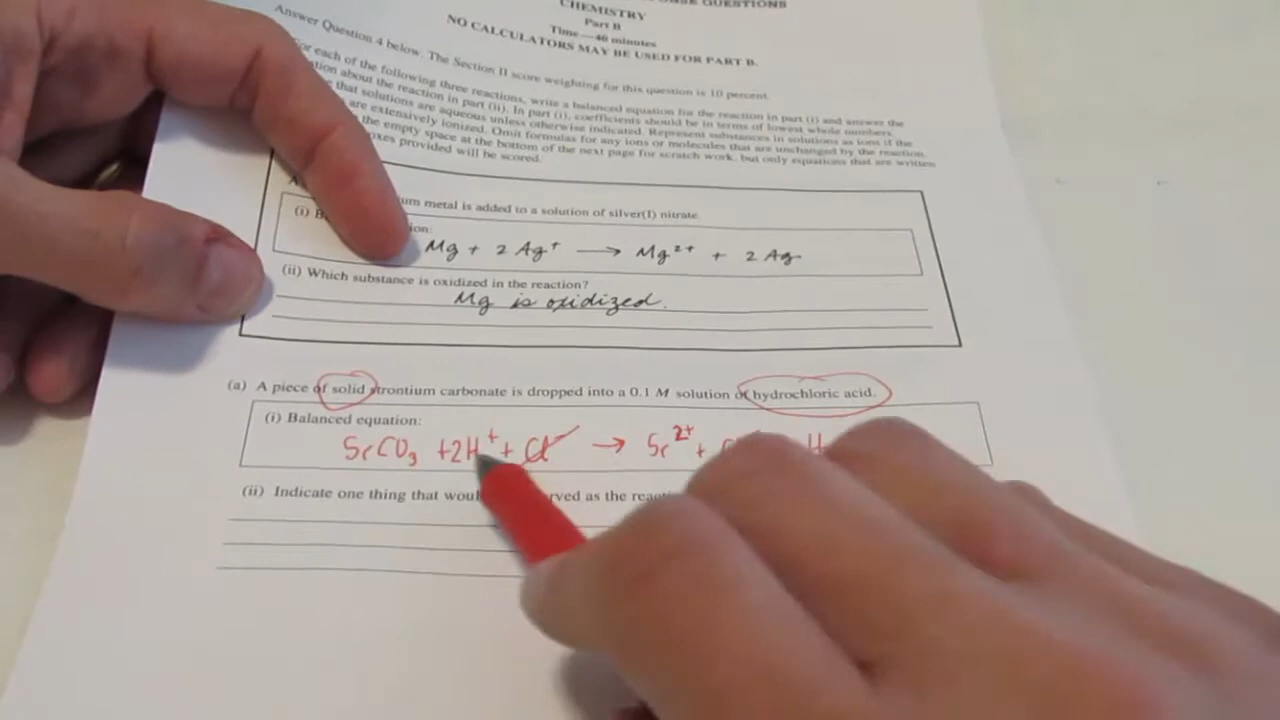 QUESTIONS
CHEMISTRY
Part B
Time—40 minutes
NO CALCULATORS MAY BE USED FOR PART B.
Answer Question 4 below. The Section II score weighting for this question is 10 percent.
For each of the following three reactions, write a balanced equation for the reaction in part (i) and answer the
about the reaction in part (ii). In part (i), coefficients should be in terms of lowest whole numbers.
that solutions are aqueous unless otherwise indicated. Represent substances in solutions as ions if the
are extensively ionized. Omit formulas for any ions or molecules that are unchanged by the reaction.
the empty space at the bottom of the next page for scratch work, but only equations that are written
provided will be scored.
metal is added to a solution of silver(I) nitrate.
(i)
Mg + 2 Ag⁺ → Mg²⁺ + 2 Ag
(ii) Which substance is oxidized in the reaction?
Mg is oxidized.
(a) A piece of solid strontium carbonate is dropped into a 0.1 M solution of hydrochloric acid.
(i) Balanced equation:
SrCO₃ +2H⁺ + Cl⁻ → Sr²⁺ +
(ii) Indicate one thing that would observed as the